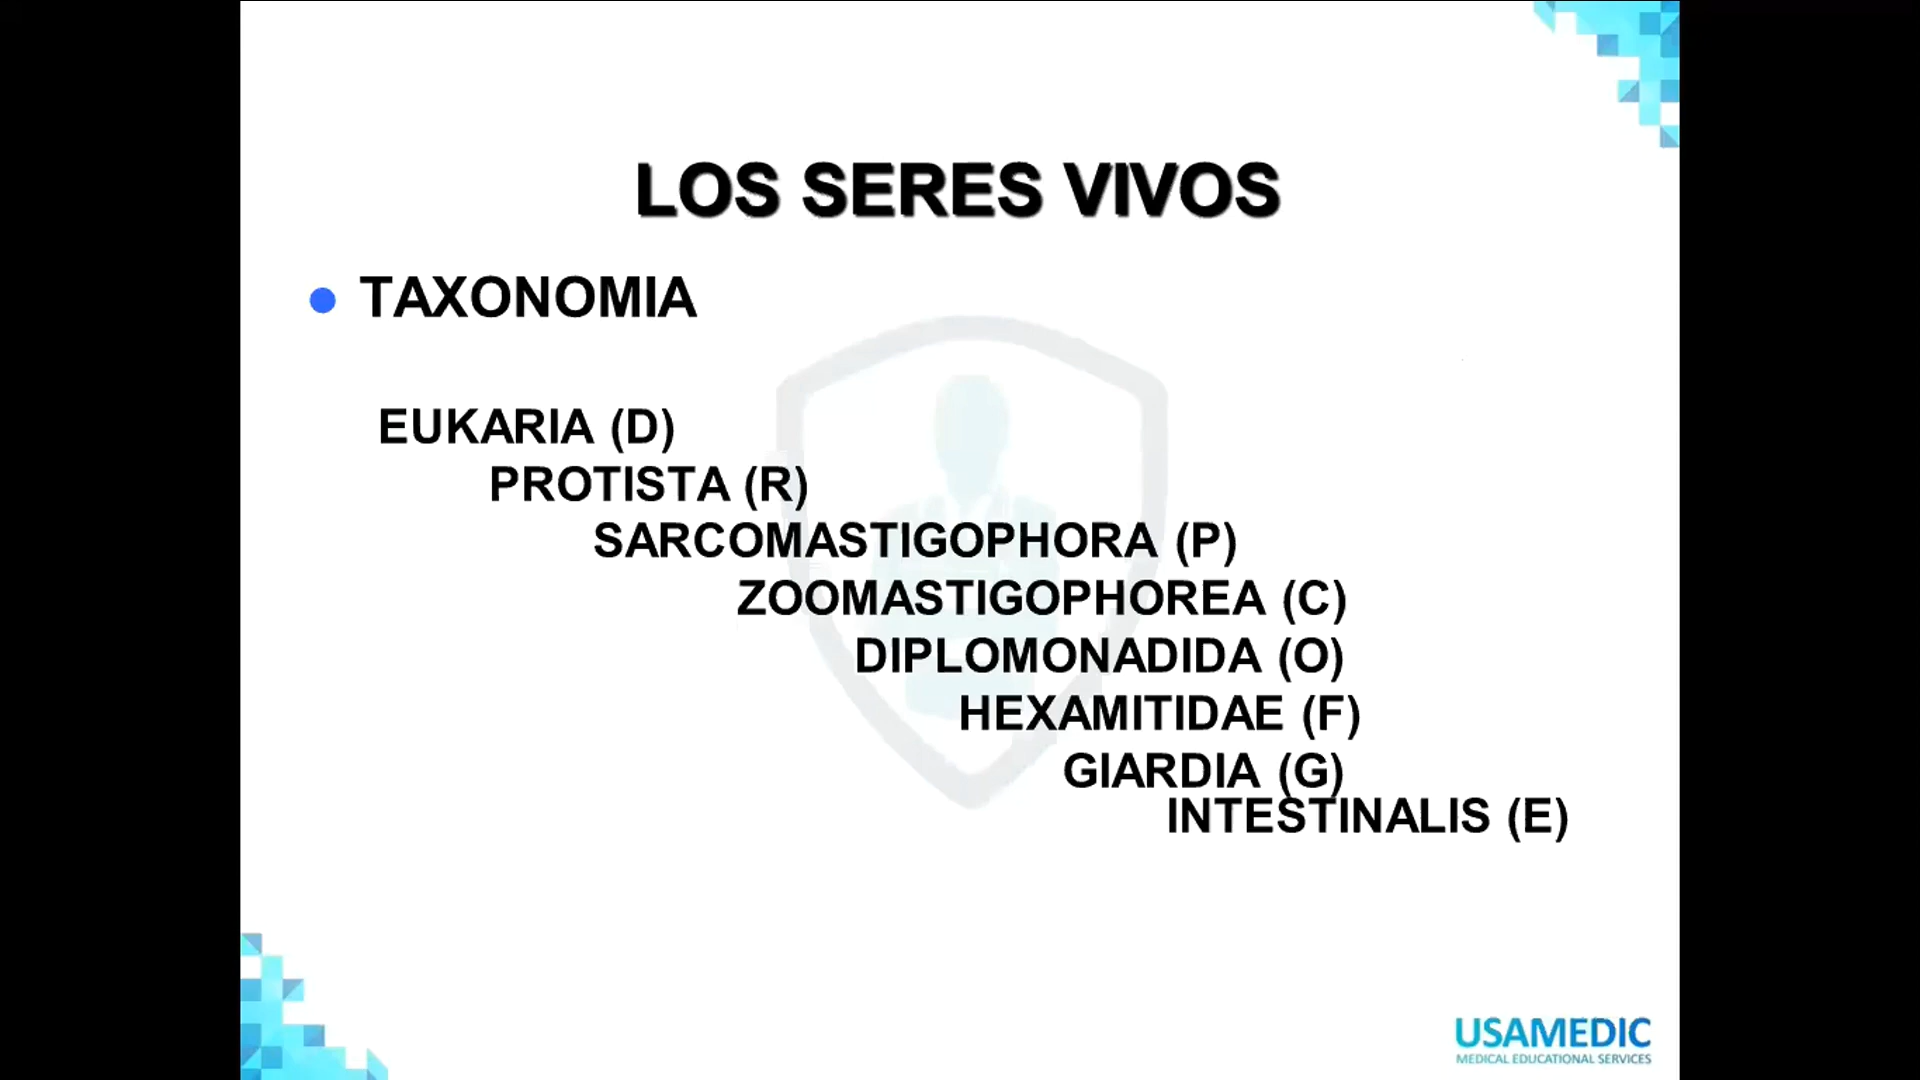 LOS SERES VIVOS
TAXONOMIA
EUKARIA (D)
PROTISTA (R)
SARCOMASTIGOPHORA (P)
ZOOMASTIGOPHOREA (C)
DIPLOMONADIDA (O)
HEXAMITIDAE (F)
GIARDIA (G)
INTESTINALIS (E)
USAMEDIC
MEDICAL EDUCATIONAL SERVICES